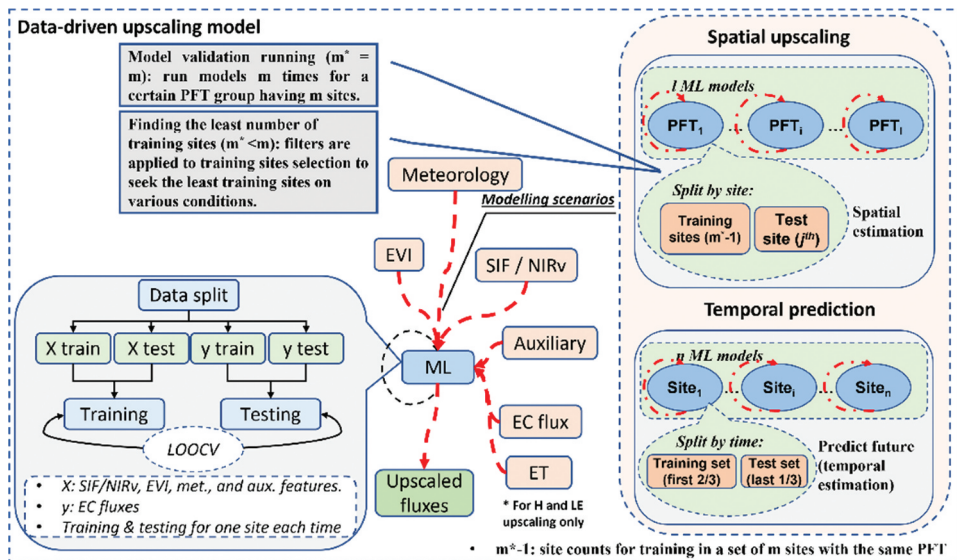 Data-driven upscaling model
Model validation running (m* =
m): run models m times for a
certain PFT group having m sites.
Finding the least number of
training sites (m* <m): filters are
applied to training sites selection to
seek the least training sites on
various conditions.
Meteorology
Modelling scenarios
EVI
SIF / NIRv
Data split
X train
X test
y train
y test
Training
Testing
LOOCV
• X: SIF/NIRv, EVI, met., and aux. features.
• y: EC fluxes
• Training & testing for one site each time
ML
Auxiliary
EC flux
ET
Upscaled
fluxes
* For H and LE
upscaling only
Spatial upscaling
l ML models
PFT1
...
PFTi
...
PFTl
Split by site:
Training
sites (m*-1)
Test
site (jth)
Spatial
estimation
Temporal prediction
n ML models
Site1
...
Sitei
...
Siten
Split by time:
Training set
(first 2/3)
Test set
(last 1/3)
Predict future
(temporal
estimation)
• m*-1: site counts for training in a set of m sites with the same PFT